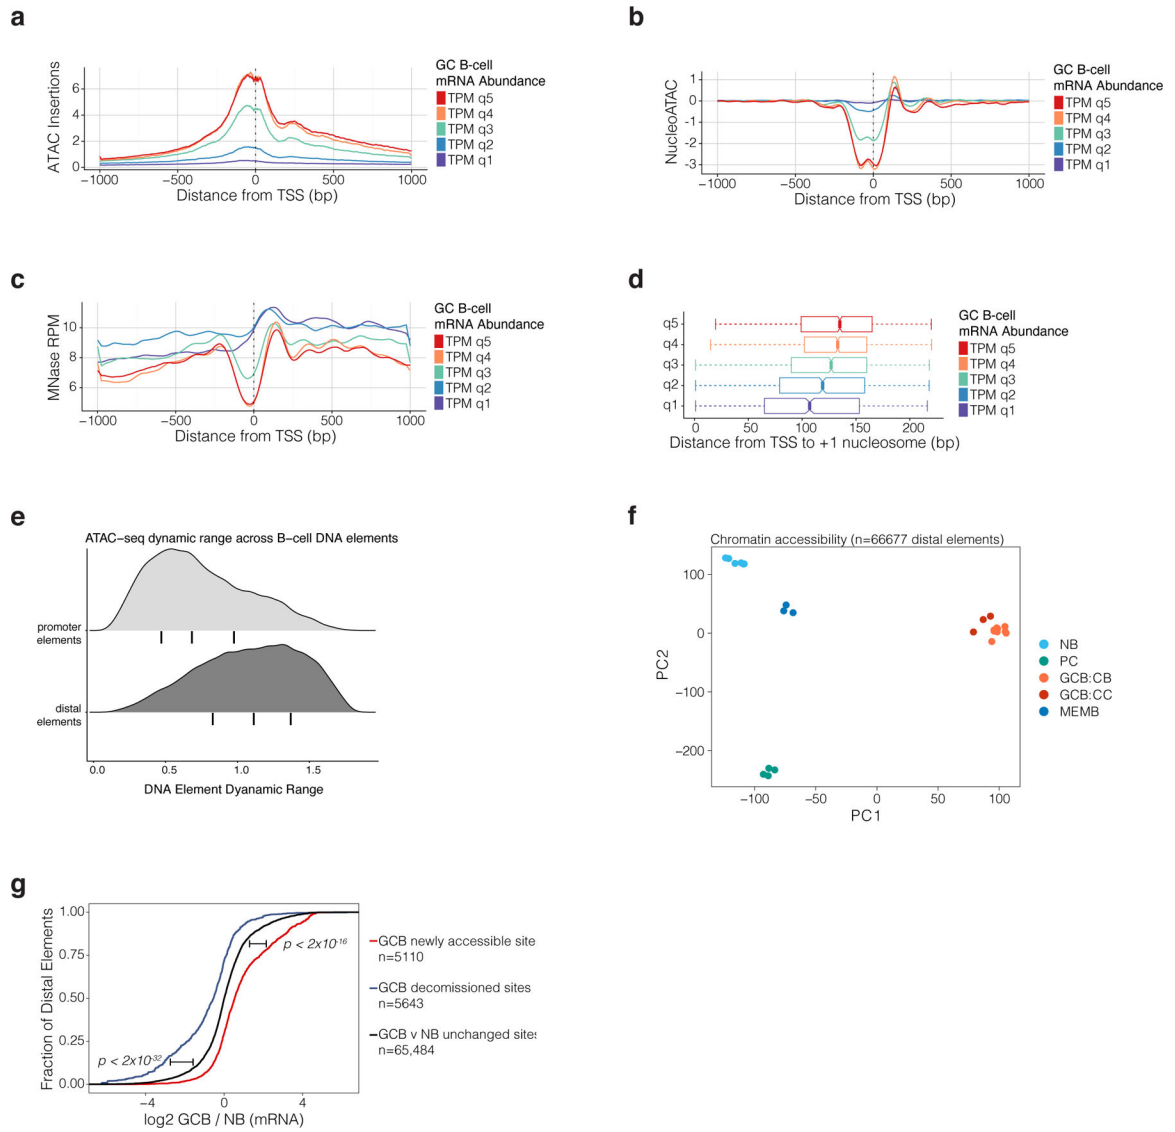 a
ATAC Insertions
6
4
2
0
−1000
−500
0
500
1000
Distance from TSS (bp)
GC B-cell
mRNA Abundance
TPM q5
TPM q4
TPM q3
TPM q2
TPM q1
b
NucleoATAC
1
0
-1
-2
-3
−1000
−500
0
500
1000
Distance from TSS (bp)
GC B-cell
mRNA Abundance
TPM q5
TPM q4
TPM q3
TPM q2
TPM q1
c
MNase RPM
10
8
6
−1000
−500
0
500
1000
Distance from TSS (bp)
GC B-cell
mRNA Abundance
TPM q5
TPM q4
TPM q3
TPM q2
TPM q1
d
q5
q4
q3
q2
q1
0
50
100
150
200
Distance from TSS to +1 nucleosome (bp)
GC B-cell
mRNA Abundance
TPM q5
TPM q4
TPM q3
TPM q2
TPM q1
e
ATAC−seq dynamic range across B−cell DNA elements
promoter
elements
distal
elements
0.0
0.5
1.0
1.5
DNA Element Dyanamic Range
f
Chromatin accessibility (n=66677 distal elements)
PC2
100
0
−100
−200
−100
−50
0
50
100
PC1
NB
PC
GCB:CB
GCB:CC
MEMB
g
Fraction of Distal Elements
1.00
0.75
0.50
0.25
0.00
p < 2x10-16
p < 2x10-32
−4
0
4
log2 GCB / NB (mRNA)
GCB newly accessible site
n=5110
GCB decomissioned sites
n=5643
GCB v NB unchanged sites
n=65,484